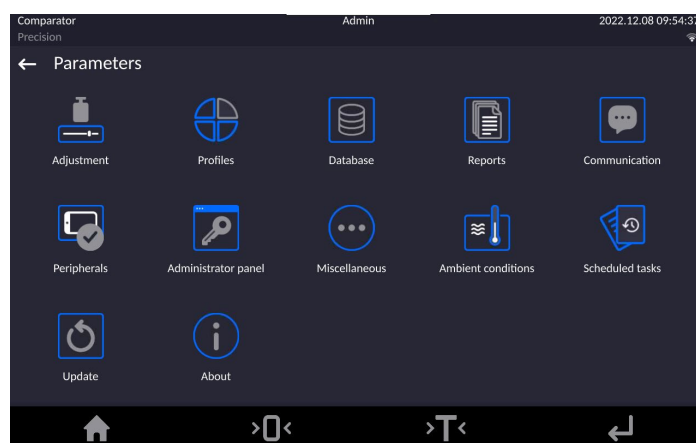 Comparator Admin 2022.12.08 09:54:37
Precision
Parameters
Adjustment Profiles Database Reports Communication
Peripherals Administrator panel Miscellaneous Ambient conditions Scheduled tasks
Update About
>0< >T<